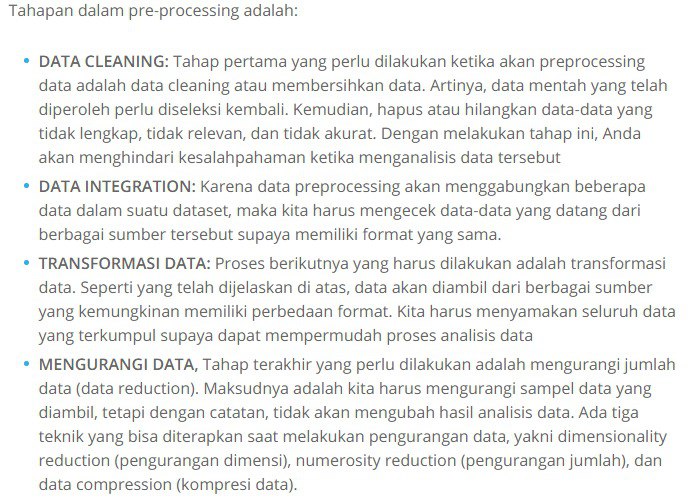 Tahapan dalam pre-processing adalah:
• DATA CLEANING: Tahap pertama yang perlu dilakukan ketika akan preprocessing
data adalah data cleaning atau membersihkan data. Artinya, data mentah yang telah
diperoleh perlu diseleksi kembali. Kemudian, hapus atau hilangkan data-data yang
tidak lengkap, tidak relevan, dan tidak akurat. Dengan melakukan tahap ini, Anda
akan menghindari kesalahpahaman ketika menganalisis data tersebut
• DATA INTEGRATION: Karena data preprocessing akan menggabungkan beberapa
data dalam suatu dataset, maka kita harus mengecek data-data yang datang dari
berbagai sumber tersebut supaya memiliki format yang sama.
• TRANSFORMASI DATA: Proses berikutnya yang harus dilakukan adalah transformasi
data. Seperti yang telah dijelaskan di atas, data akan diambil dari berbagai sumber
yang kemungkinan memiliki perbedaan format. Kita harus menyamakan seluruh data
yang terkumpul supaya dapat mempermudah proses analisis data
• MENGURANGI DATA, Tahap terakhir yang perlu dilakukan adalah mengurangi jumlah
data (data reduction). Maksudnya adalah kita harus mengurangi sampel data yang
diambil, tetapi dengan catatan, tidak akan mengubah hasil analisis data. Ada tiga
teknik yang bisa diterapkan saat melakukan pengurangan data, yakni dimensionality
reduction (pengurangan dimensi), numerosity reduction (pengurangan jumlah), dan
data compression (kompresi data).